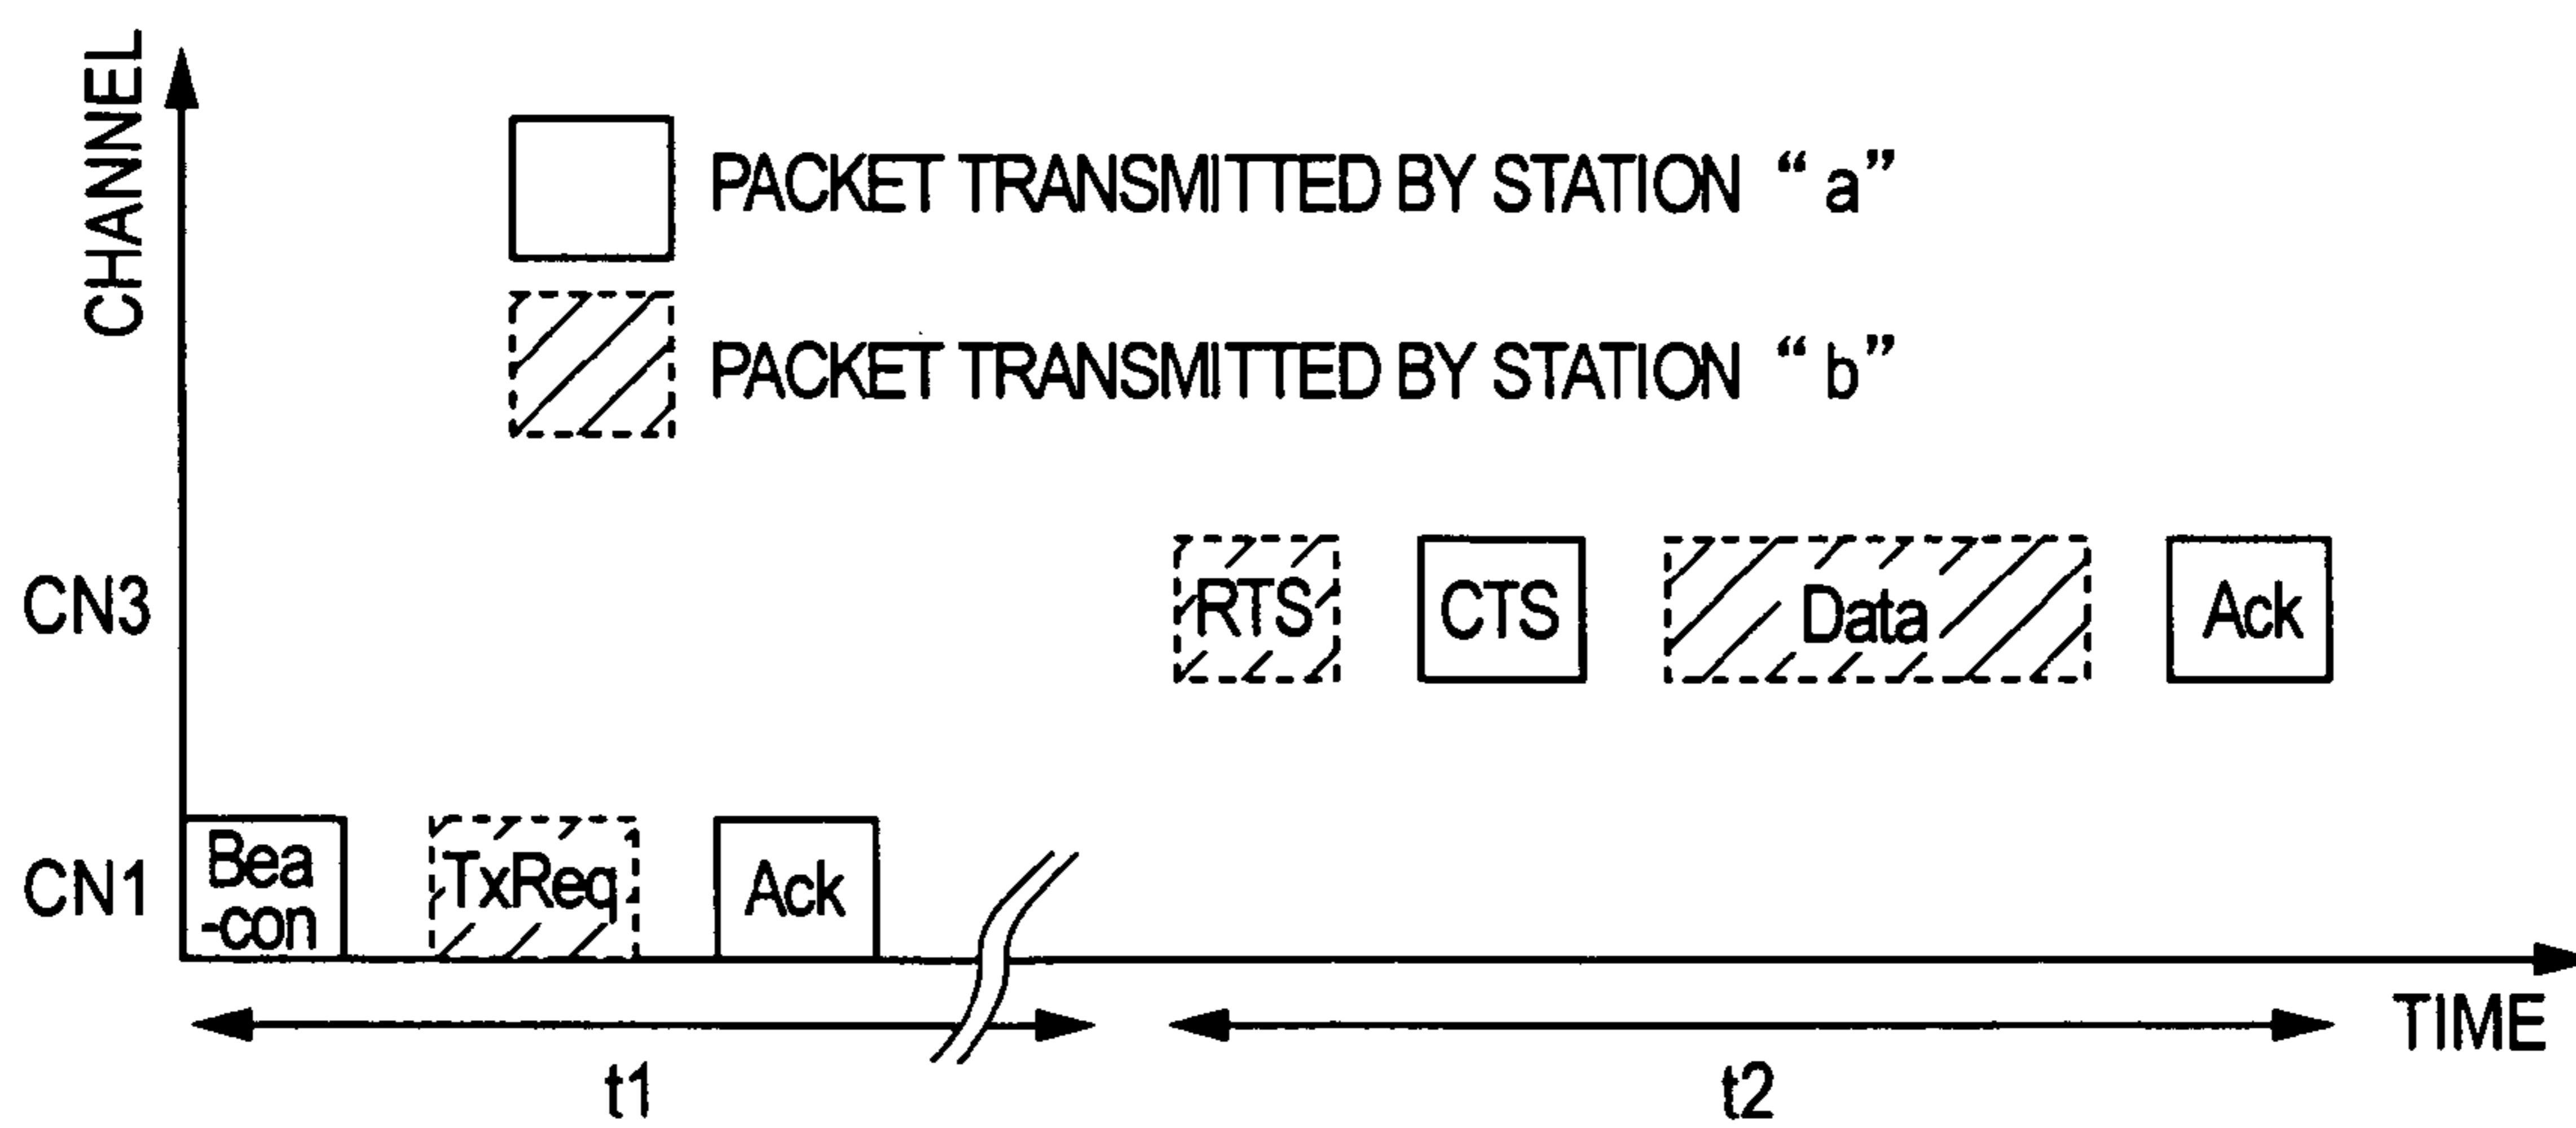 CHANNEL
PACKET TRANSMITTED BY STATION “a”
PACKET TRANSMITTED BY STATION “b”
CN3
RTS
CTS
Data
Ack
CN1
Bea
-con
TxReq
Ack
TIME
t1
t2